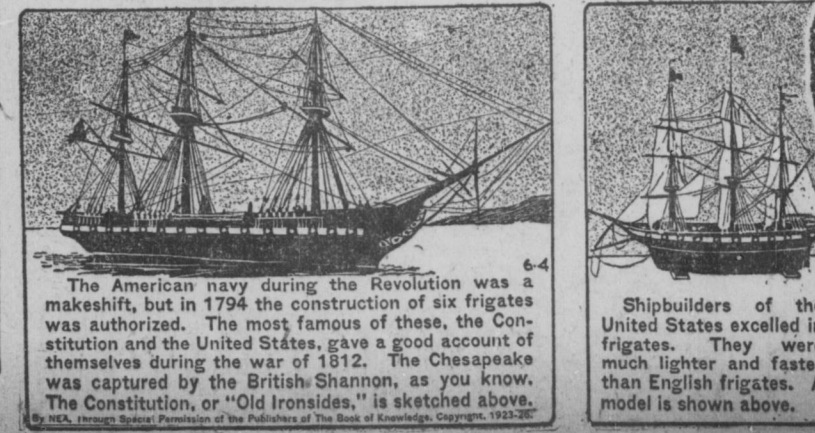 6-4
The American navy during the Revolution was a
makeshift, but in 1794 the construction of six frigates
was authorized. The most famous of these, the Con-
stitution and the United States, gave a good account of
themselves during the war of 1812. The Chesapeake
was captured by the British Shannon, as you know.
The Constitution, or "Old Ironsides," is sketched above.
By NEA, through Special Permission of the Publishers of The Book of Knowledge. Copyright, 1923-26.
Shipbuilders of th
United States excelled i
frigates. They wer
much lighter and faste
than English frigates. A
model is shown above.